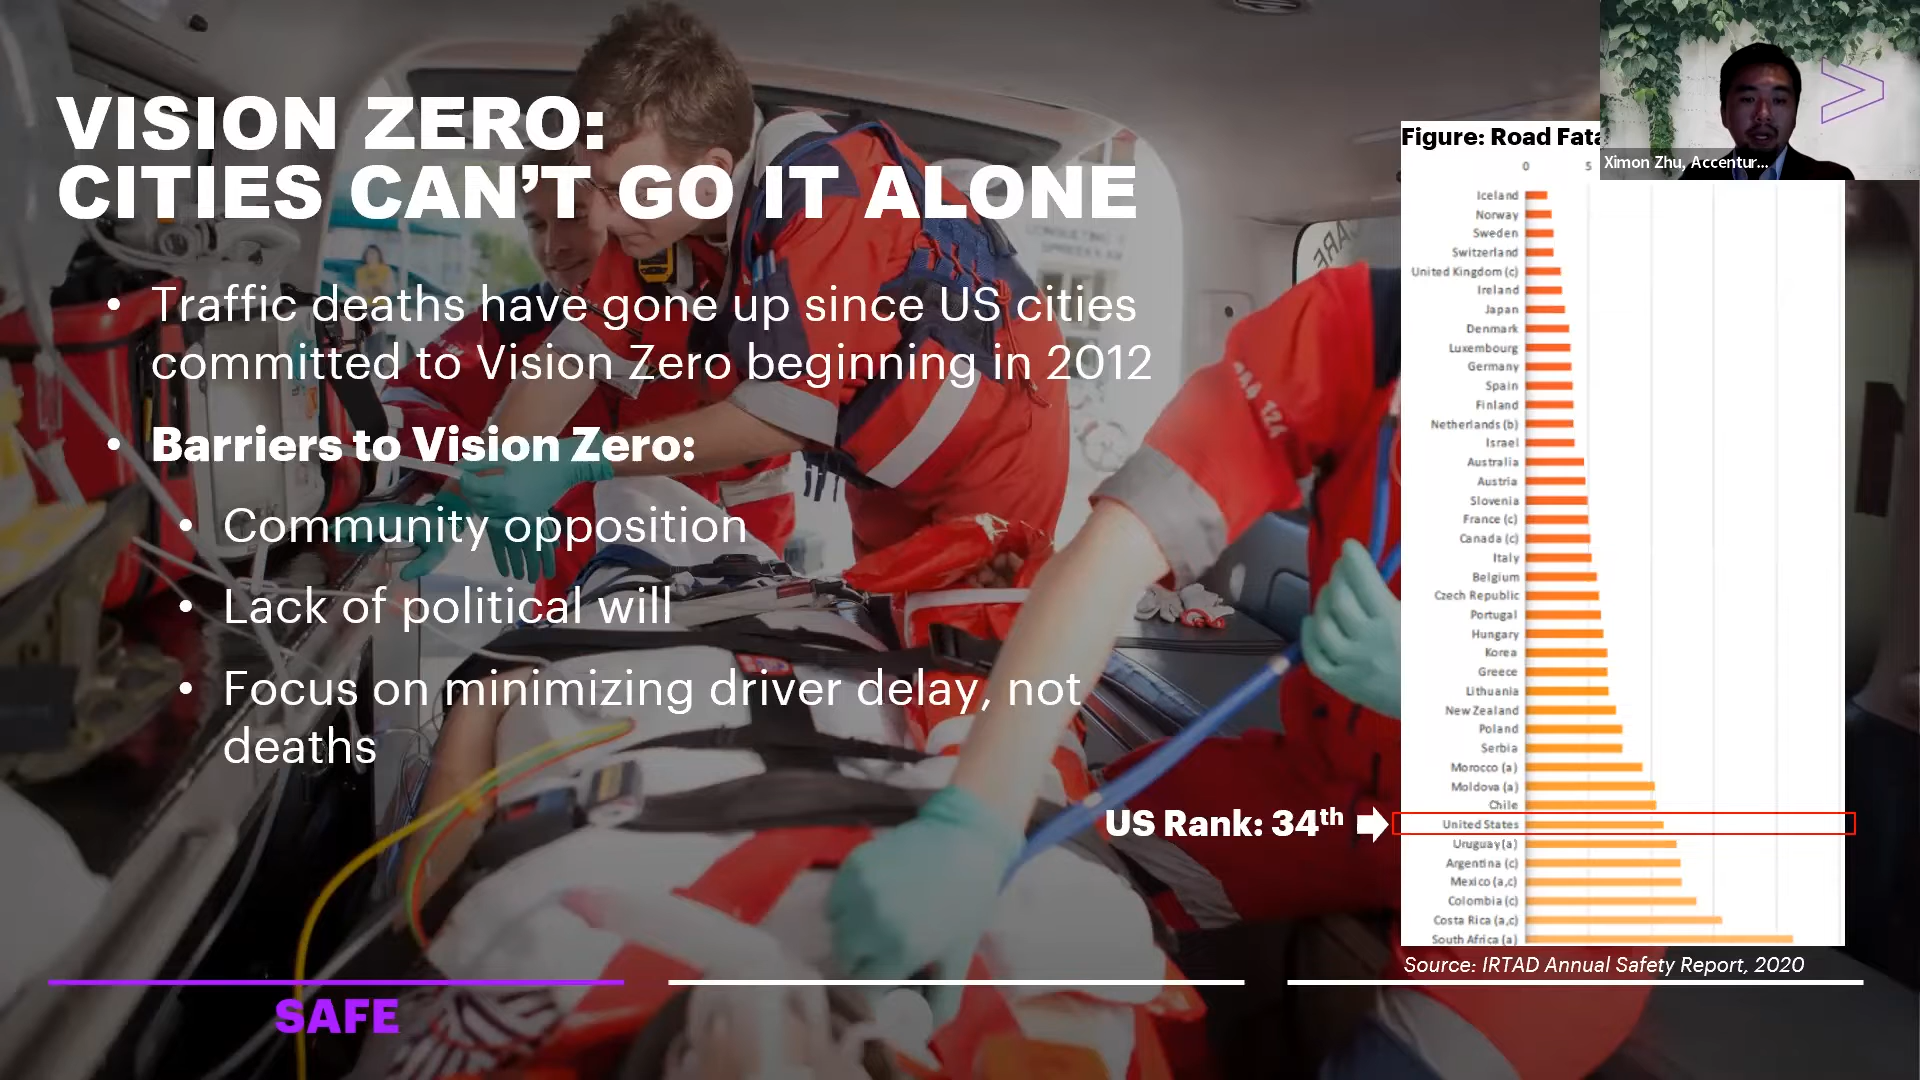 VISION ZERO:
CITIES CAN'T GO IT ALONE
• Traffic deaths have gone up since US cities
committed to Vision Zero beginning in 2012
• Barriers to Vision Zero:
• Community opposition
• Lack of political will
• Focus on minimizing driver delay, not
deaths
US Rank: 34th
Figure: Road
0 5
Iceland
Norway
Sweden
Switzerland
United Kingdom (c)
Ireland
Japan
Denmark
Luxembourg
Germany
Spain
Finland
Netherlands (b)
Israel
Australia
Austria
Slovenia
France (c)
Canada (c)
Italy
Belgium
Czech Republic
Portugal
Hungary
Korea
Greece
Lithuania
New Zealand
Poland
Serbia
Morocco (a)
Moldova (a)
Chile
United States
Uruguay (a)
Argentina (c)
Mexico (a,c)
Colombia (c)
Costa Rica (a,c)
South Africa (a)
Source: IRTAD Annual Safety Report, 2020
Ximon Zhu, Accentur...
SAFE